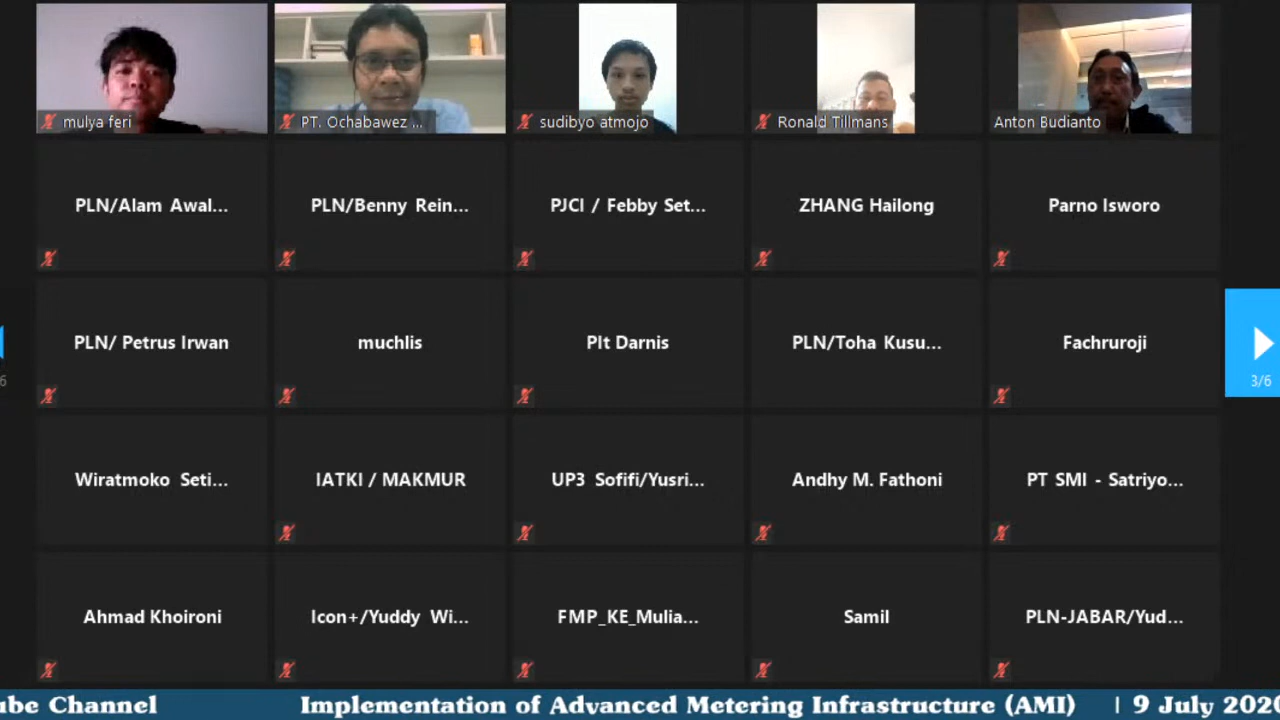 mulya feri
PT. Ochabawez ...
sudibyo atmojo
Ronald Tillmans
Anton Budianto
PLN/Alam Awal...
PLN/Benny Rein...
PJCI / Febby Set...
ZHANG Hailong
Parno Isworo
PLN/ Petrus Irwan
muchlis
Plt Darnis
PLN/Toha Kusu...
Fachruroji
6
3/6
Wiratmoko Seti...
IATKI / MAKMUR
UP3 Sofifi/Yusri...
Andhy M. Fathoni
PT SMI - Satriyo...
Ahmad Khoironi
Icon+/Yuddy Wi...
FMP_KE_Mulia...
Samil
PLN-JABAR/Yud...
ube Channel Implementation of Advanced Metering Infrastructure (AMI) | 9 July 2020